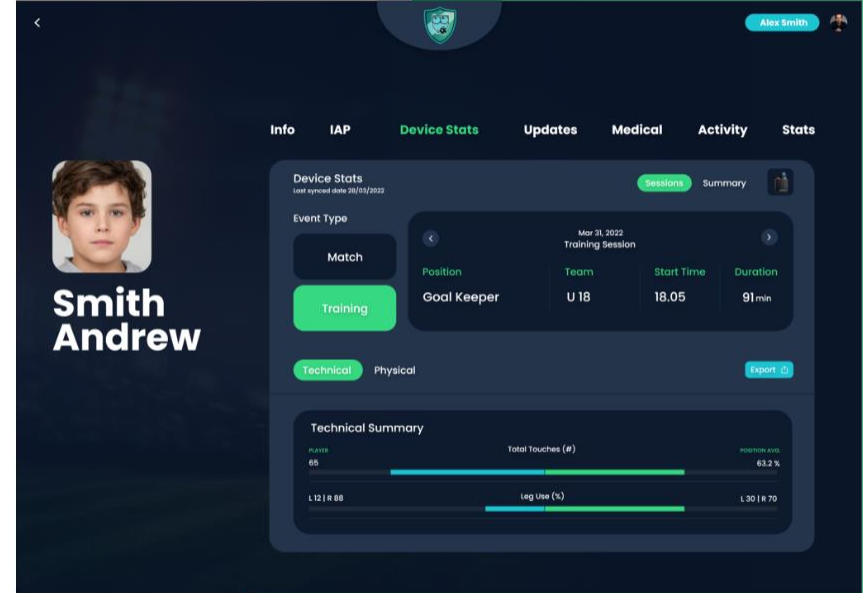 Alex Smith
Info IAP Device Stats Updates Medical Activity Stats
Device Stats
Last synced date 28/03/2022
Sessions Summary
Event Type
Match
Training
Mar 31, 2022
Training Session
Position Team Start Time Duration
Goal Keeper U 18 18.05 91 min
Smith
Andrew
Technical Physical
Export
Technical Summary
PLAYER Total Touches (#) POSITION AVG.
65 63.2 %
L 12 | R 88 Leg Use (%) L 30 | R 70